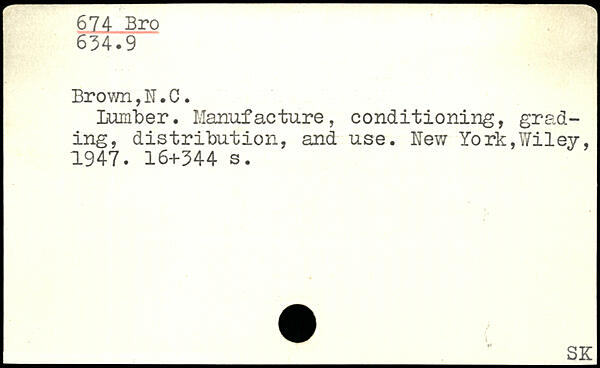 674 Bro
634.9
Brown,N.C.
Lumber. Manufacture, conditioning, grad-
ing, distribution, and use. New York,Wiley,
1947. 16+344 s.
SK